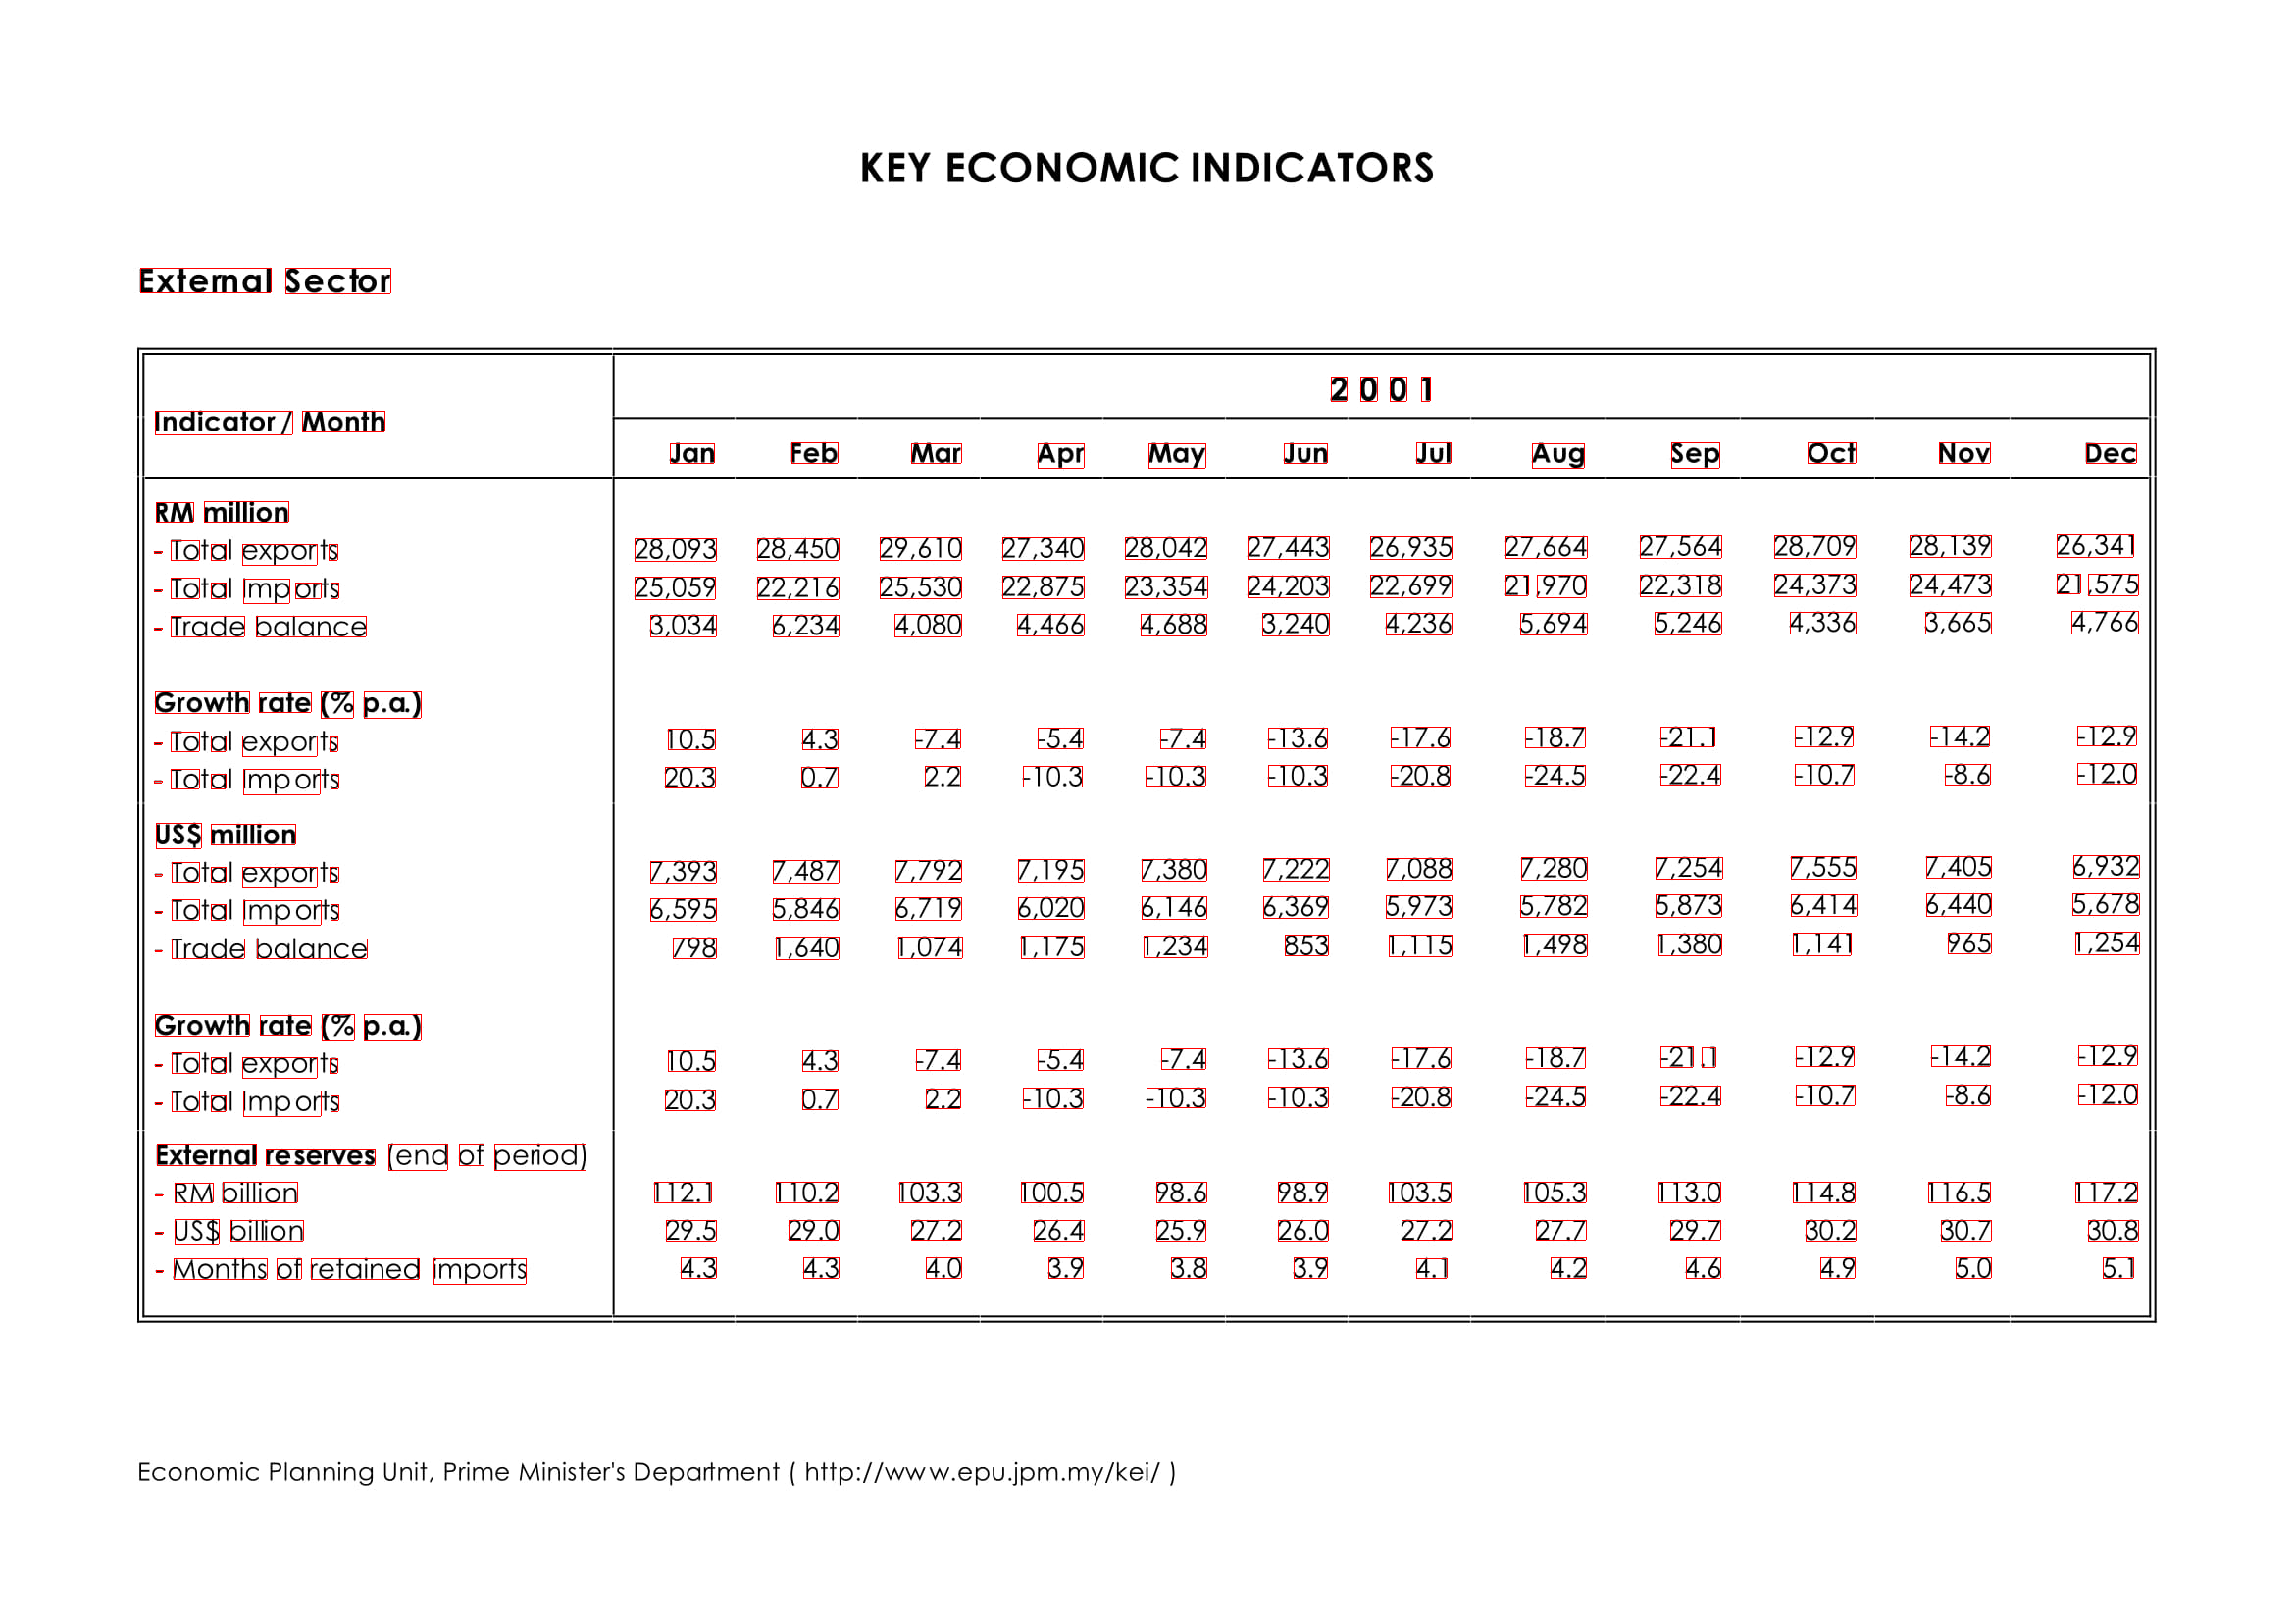 KEY ECONOMIC INDICATORS
External Sector
2 0 0 1
Indicator / Month
Jan Feb Mar Apr May Jun Jul Aug Sep Oct Nov Dec
RM million
- Total exports 28,093 28,450 29,610 27,340 28,042 27,443 26,935 27,664 27,564 28,709 28,139 26,341
- Total Imports 25,059 22,216 25,530 22,875 23,354 24,203 22,699 21,970 22,318 24,373 24,473 21,575
- Trade balance 3,034 6,234 4,080 4,466 4,688 3,240 4,236 5,694 5,246 4,336 3,665 4,766
Growth rate (% p.a.)
- Total exports 10.5 4.3 -7.4 -5.4 -7.4 -13.6 -17.6 -18.7 -21.1 -12.9 -14.2 -12.9
- Total Imports 20.3 0.7 2.2 -10.3 -10.3 -10.3 -20.8 -24.5 -22.4 -10.7 -8.6 -12.0
US$ million
- Total exports 7,393 7,487 7,792 7,195 7,380 7,222 7,088 7,280 7,254 7,555 7,405 6,932
- Total Imports 6,595 5,846 6,719 6,020 6,146 6,369 5,973 5,782 5,873 6,414 6,440 5,678
- Trade balance 798 1,640 1,074 1,175 1,234 853 1,115 1,498 1,380 1,141 965 1,254
Growth rate (% p.a.)
- Total exports 10.5 4.3 -7.4 -5.4 -7.4 -13.6 -17.6 -18.7 -21.1 -12.9 -14.2 -12.9
- Total Imports 20.3 0.7 2.2 -10.3 -10.3 -10.3 -20.8 -24.5 -22.4 -10.7 -8.6 -12.0
External reserves (end of period)
- RM billion 112.1 110.2 103.3 100.5 98.6 98.9 103.5 105.3 113.0 114.8 116.5 117.2
- US$ billion 29.5 29.0 27.2 26.4 25.9 26.0 27.2 27.7 29.7 30.2 30.7 30.8
- Months of retained imports 4.3 4.3 4.0 3.9 3.8 3.9 4.1 4.2 4.6 4.9 5.0 5.1
Economic Planning Unit, Prime Minister's Department ( http://www.epu.jpm.my/kei/ )